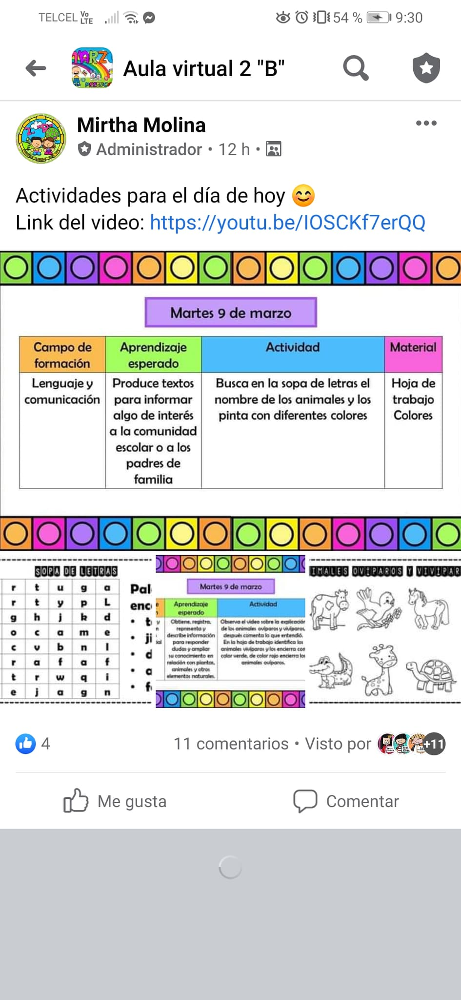 TELCEL Vo LTE 54 % 9:30
MARZ
Aula virtual 2 "B"
Mirtha Molina
Administrador • 12 h •
Actividades para el día de hoy 😊
Link del video: https://youtu.be/IOSCKf7erQQ
Martes 9 de marzo
Campo de
formación
Lenguaje y
comunicación
Aprendizaje
esperado
Produce textos
para informar
algo de interés
a la comunidad
escolar o a los
padres de
familia
Actividad
Busca en la sopa de letras el
nombre de los animales y los
pinta con diferentes colores
Material
Hoja de
trabajo
Colores
SOPA DE LETRAS
r t u g a
r t y p L
g h j k d
o c a m e
c v b n l
r a f a f
t r w q i
e j a g n
Pal
enc
• t
• ji
• d
• a
• f
Martes 9 de marzo
Aprendizaje
esperado
Obtiene, registra,
representa y
describe información
para responder
dudas y ampliar
su conocimiento en
relación con plantas,
animales y otros
elementos naturales.
Actividad
Observa el video sobre la explicación
de los animales ovíparos y vivíparos,
después comenta lo que entendió.
En la hoja de trabajo identifica los
animales vivíparos y los encierra con
color verde, de color rojo encierra los
animales ovíparos.
IMALES OVÍPAROS Y VIVÍPAR
4
11 comentarios • Visto por +11
Me gusta
Comentar